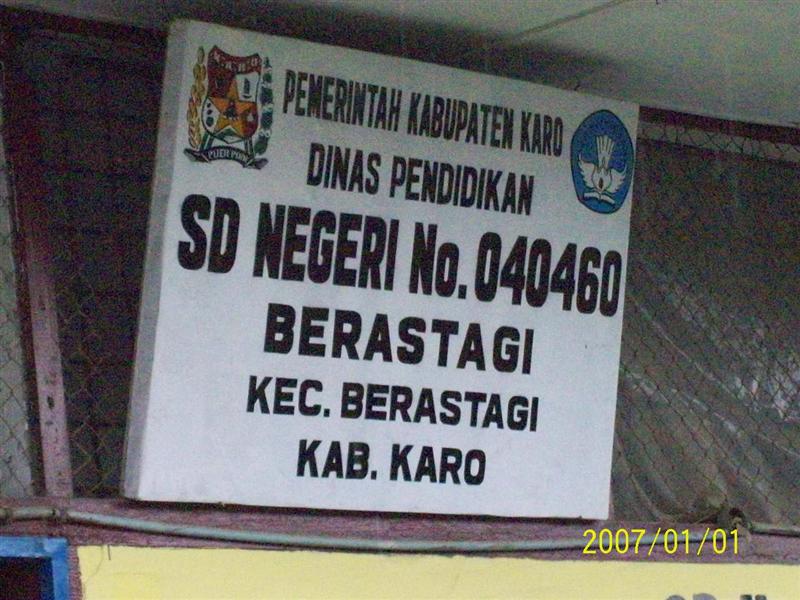 PEMERINTAH KABUPATEN KARO
DINAS PENDIDIKAN
SD NEGERI No. 040460
BERASTAGI
KEC. BERASTAGI
KAB. KARO
2007/01/01